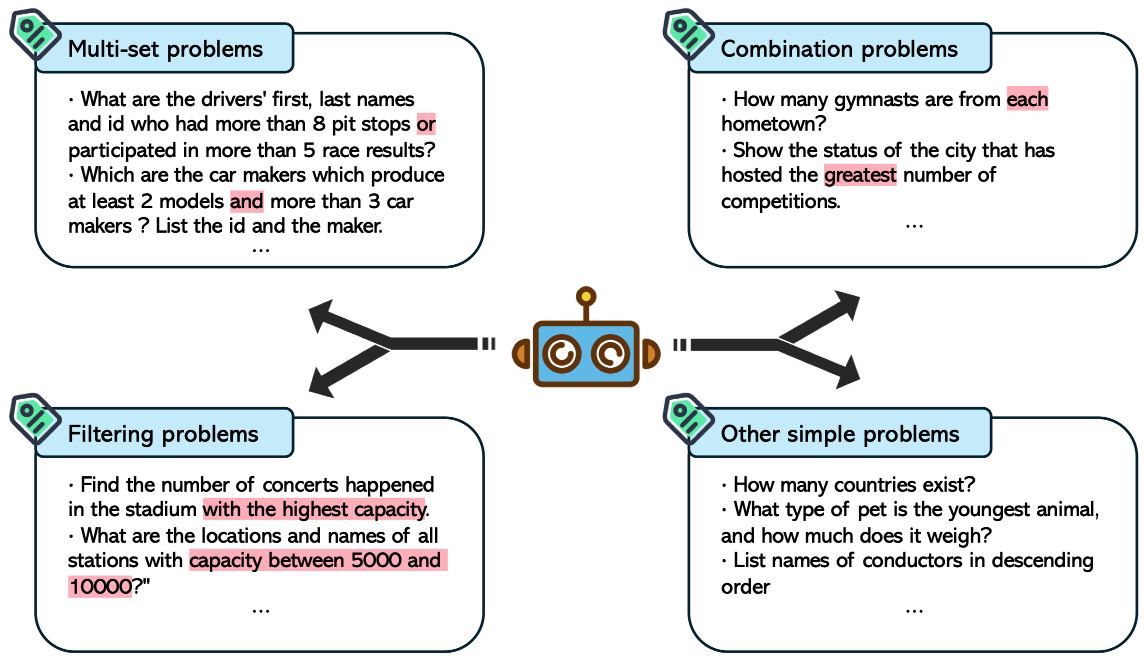 Multi-set problems
· What are the drivers' first, last names
and id who had more than 8 pit stops or
participated in more than 5 race results?
· Which are the car makers which produce
at least 2 models and more than 3 car
makers ? List the id and the maker.
...
Combination problems
· How many gymnasts are from each
hometown?
· Show the status of the city that has
hosted the greatest number of
competitions.
...
Filtering problems
· Find the number of concerts happened
in the stadium with the highest capacity.
· What are the locations and names of all
stations with capacity between 5000 and
10000?"
...
Other simple problems
· How many countries exist?
· What type of pet is the youngest animal,
and how much does it weigh?
· List names of conductors in descending
order
...